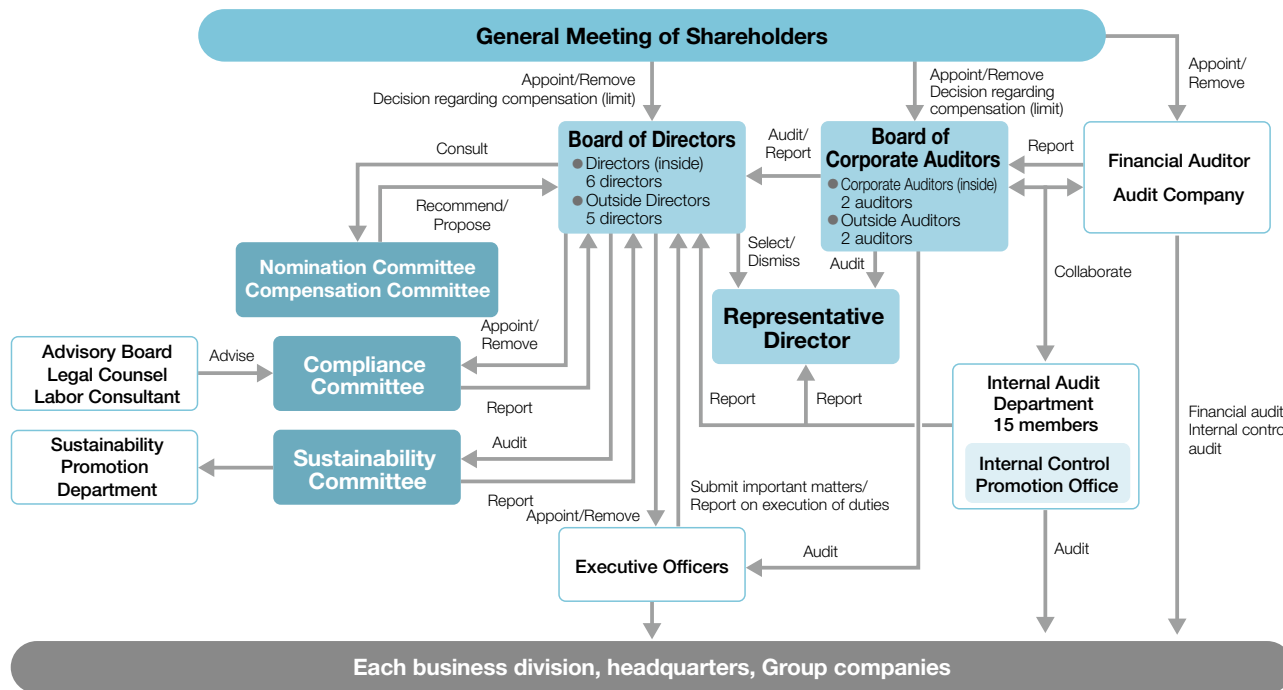 General Meeting of Shareholders
Appoint/Remove
Decision regarding compensation (limit)
Appoint/Remove
Decision regarding
compensation (limit)
Appoint/
Remove
Consult
Recommend/
Propose
Board of Directors
● Directors (inside)
6 directors
● Outside Directors
5 directors
Audit/
Report
Board of
Corporate Auditors
● Corporate Auditors (inside)
2 auditors
● Outside Auditors
2 auditors
Report
Financial Auditor
Audit Company
Nomination Committee
Compensation Committee
Select/
Dismiss
Audit
Collaborate
Representative
Director
Advisory Board
Legal Counsel
Labor Consultant
Advise
Compliance
Committee
Appoint/
Remove
Report
Report
Report
Internal Audit
Department
15 members
Internal Control
Promotion Office
Financial audit
Internal control
audit
Sustainability
Promotion
Department
Sustainability
Committee
Audit
Report
Appoint/Remove
Submit important matters/
Report on execution of duties
Executive Officers
Audit
Audit
Each business division, headquarters, Group companies